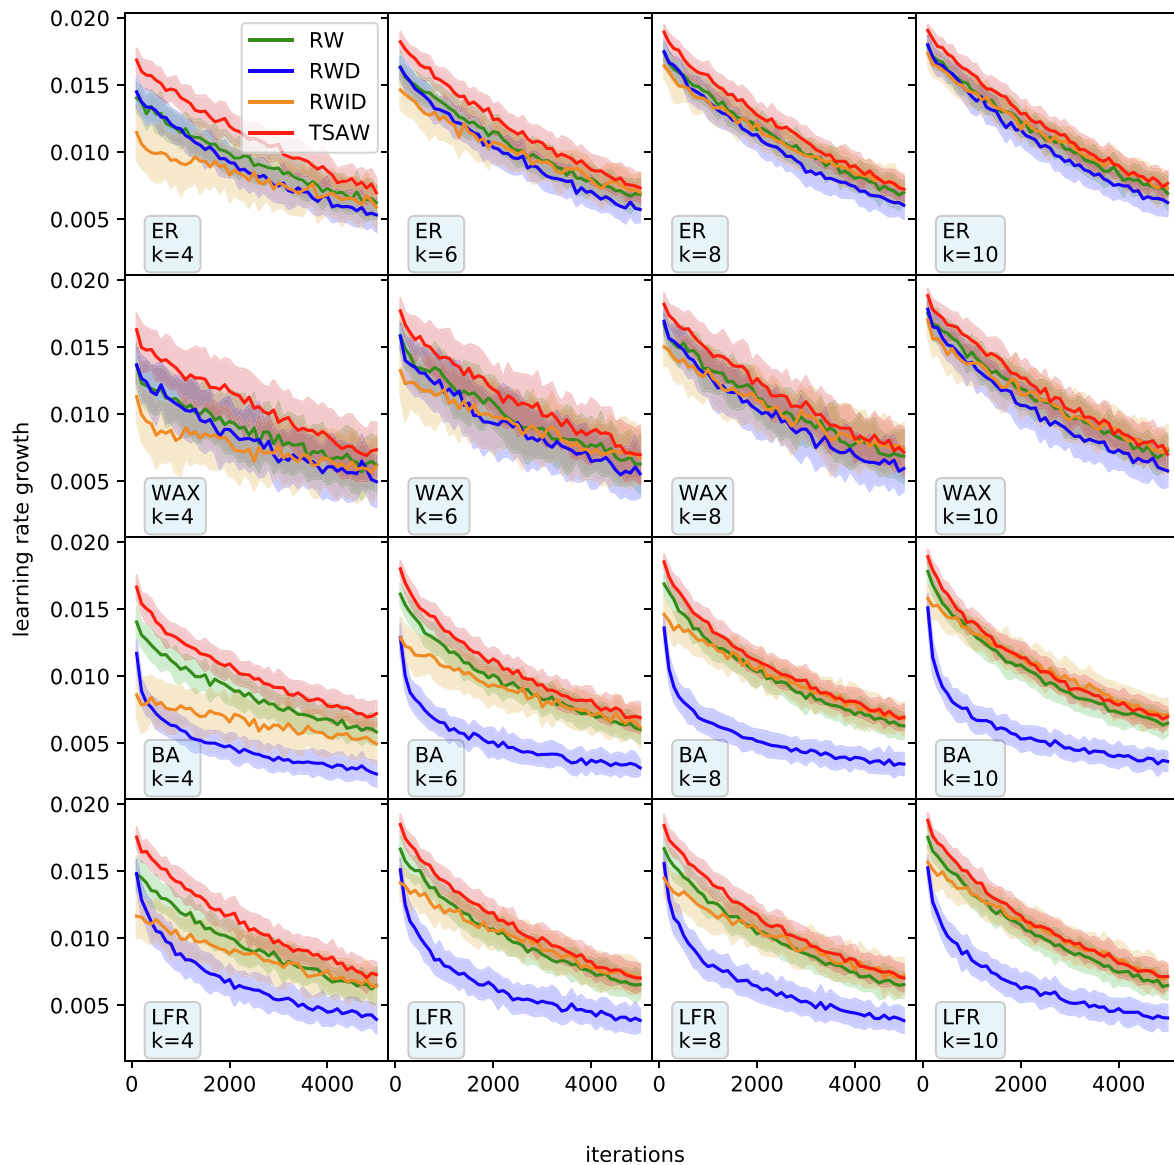 0.020
0.015
0.010
0.005
RW
RWD
RWID
TSAW
ER
k=4
ER
k=6
ER
k=8
ER
k=10
0.020
0.015
0.010
0.005
WAX
k=4
WAX
k=6
WAX
k=8
WAX
k=10
learning rate growth
0.020
0.015
0.010
0.005
BA
k=4
BA
k=6
BA
k=8
BA
k=10
0.020
0.015
0.010
0.005
LFR
k=4
LFR
k=6
LFR
k=8
LFR
k=10
0 2000 4000 0 2000 4000 0 2000 4000 0 2000 4000
iterations